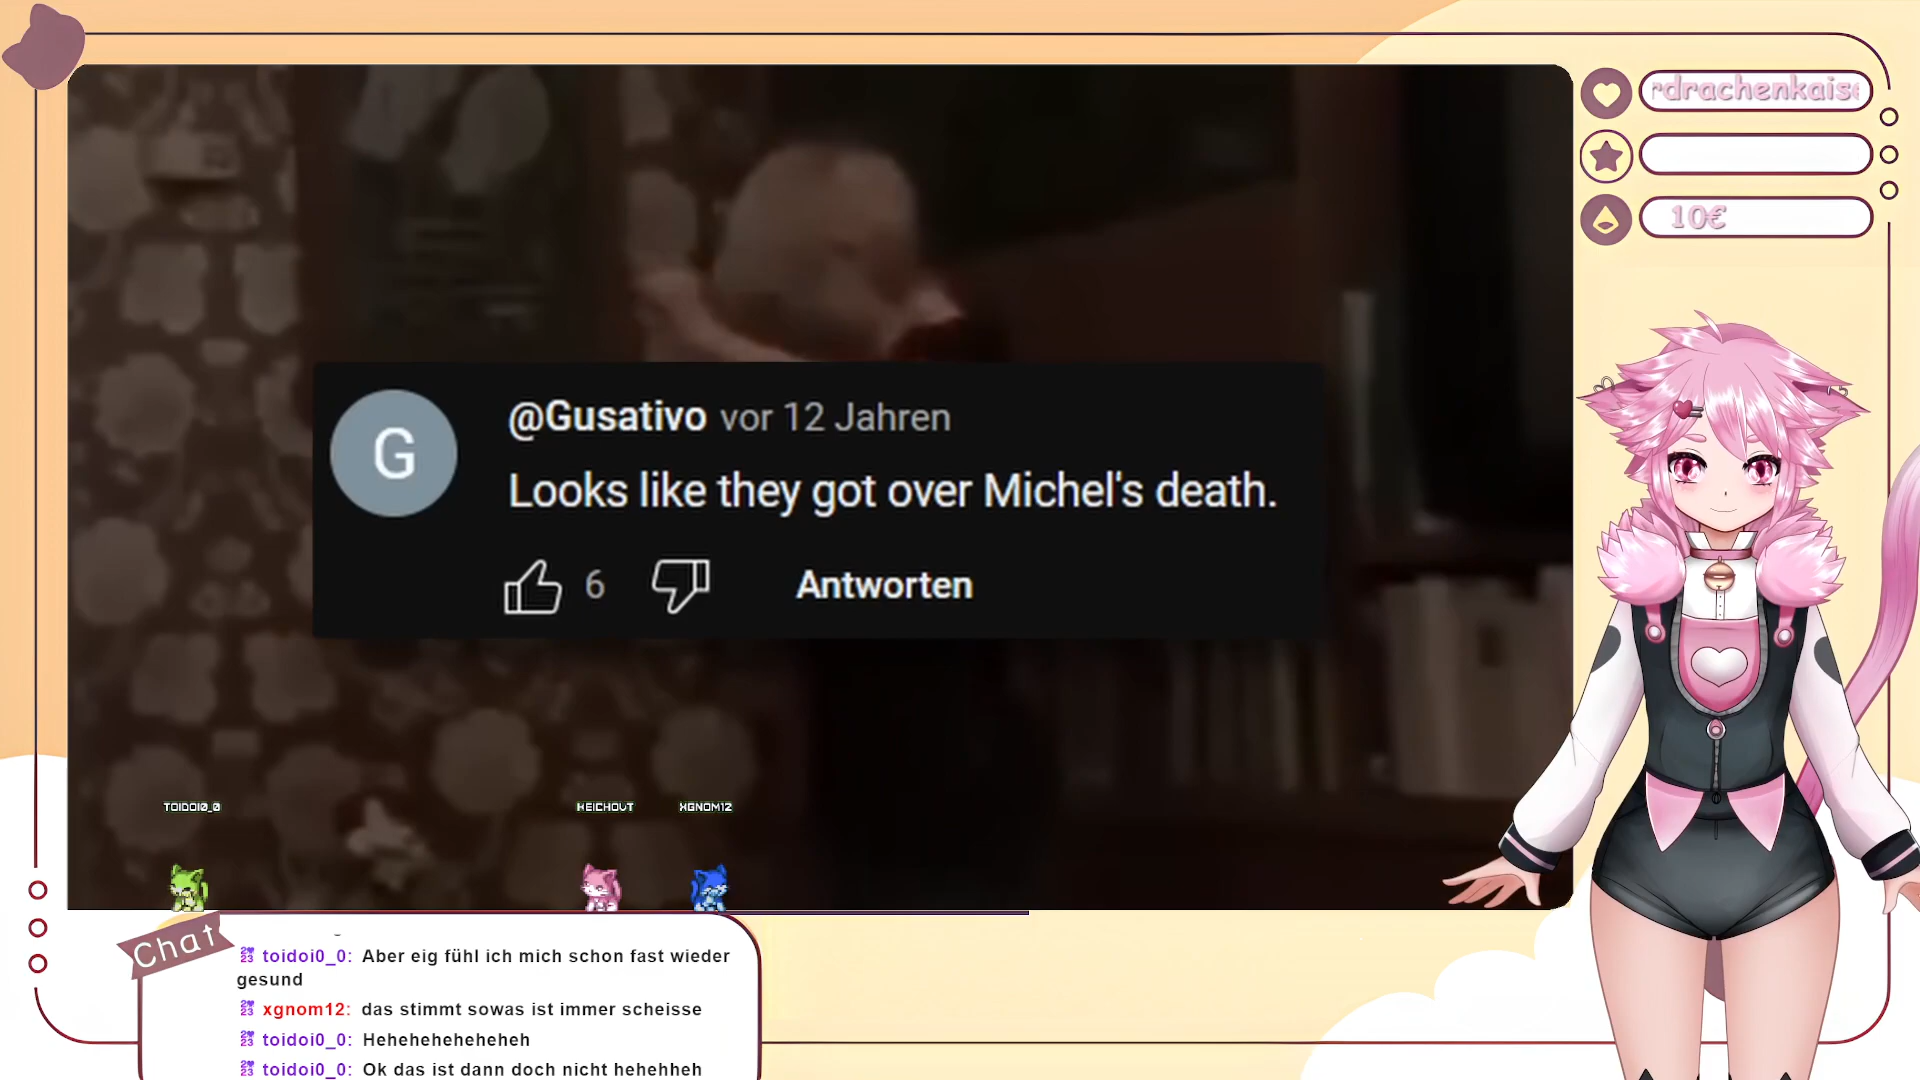 rdrachenkaise
10€
@Gusativo vor 12 Jahren
G
Looks like they got over Michel's death.
6
Antworten
TOIDOI0_0
HEICHOVT
XGNOM12
Chat
toidoi0_0: Aber eig fühl ich mich schon fast wieder
gesund
xgnom12: das stimmt sowas ist immer scheisse
toidoi0_0: Heheheheheheheh
toidoi0_0: Ok das ist dann doch nicht hehehheh